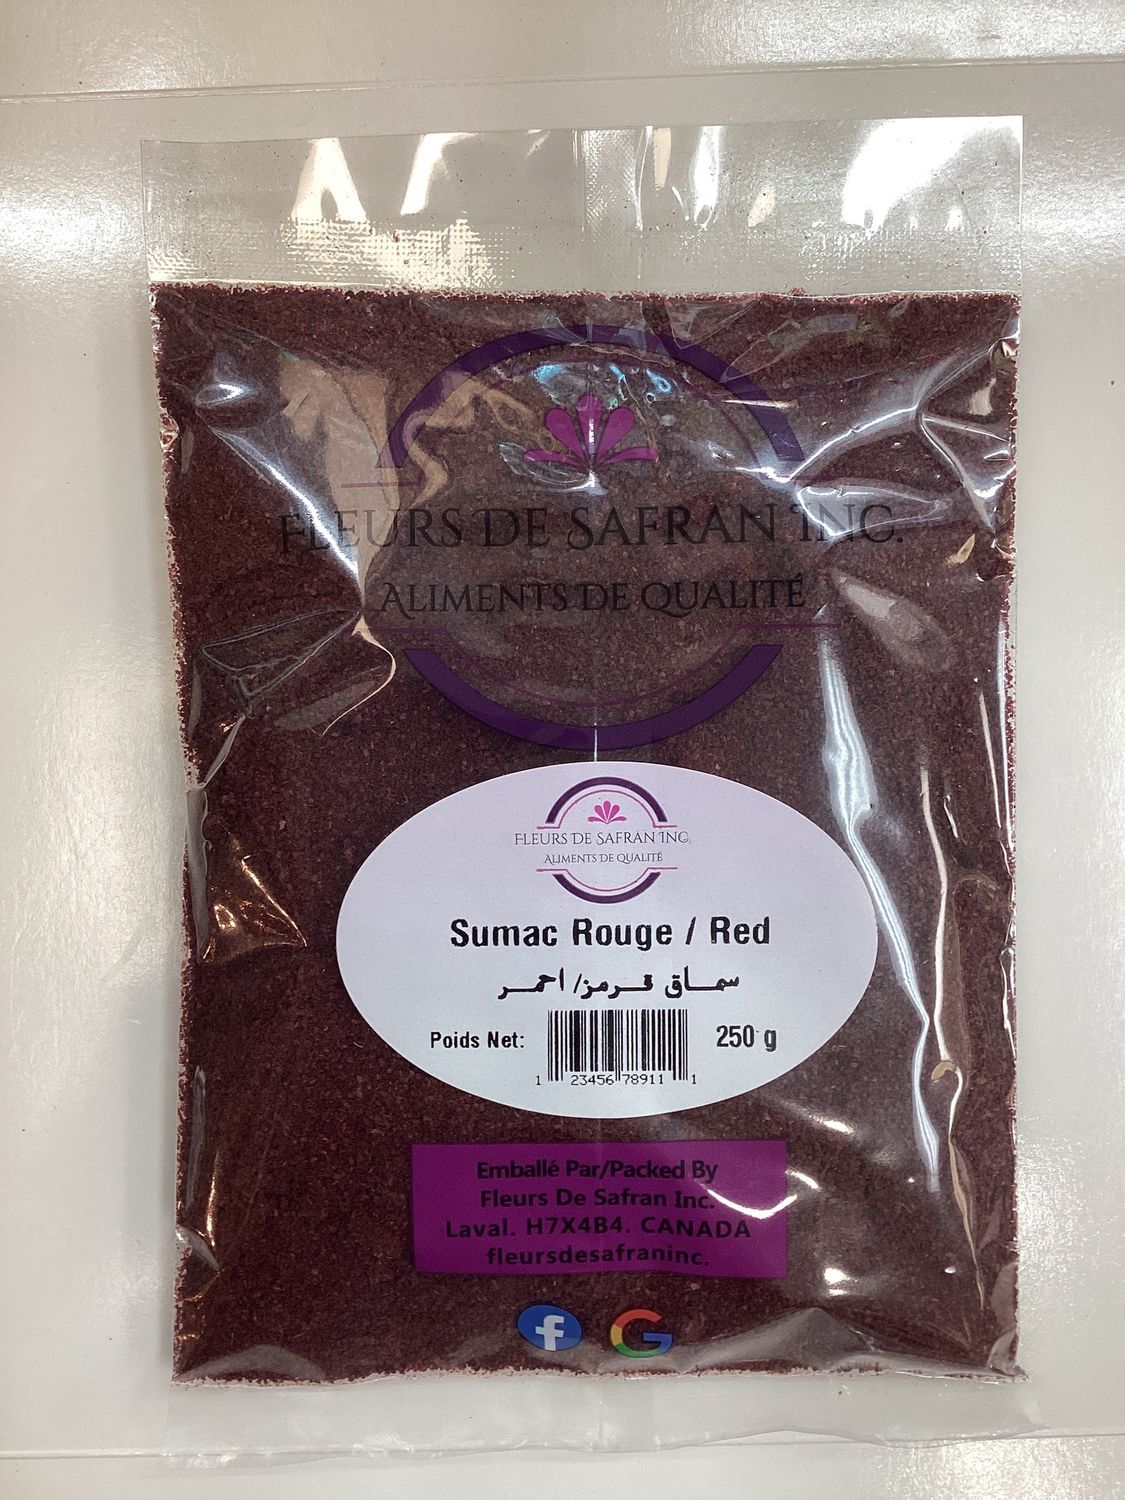 FLEURS DE SAFRAN INC.
ALIMENTS DE QUALITÉ
FLEURS DE SAFRAN INC.
ALIMENTS DE QUALITÉ
Sumac Rouge / Red
سماق قرمز/ احمر
Poids Net: 250 g
1 23456 78911 1
Emballé Par/Packed By
Fleurs De Safran Inc.
Laval. H7X4B4. CANADA
fleursdesafraninc.
f G